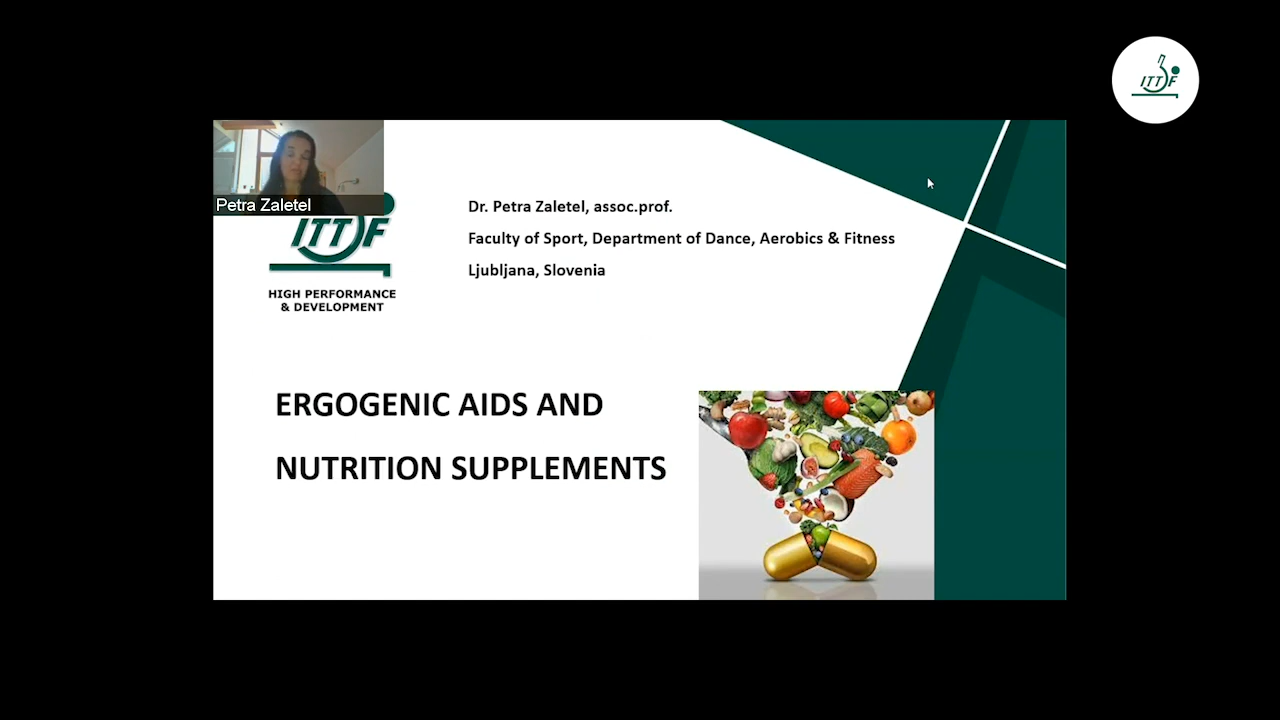 ITTF
Petra Zaletel
ITTF
HIGH PERFORMANCE
& DEVELOPMENT
Dr. Petra Zaletel, assoc.prof.
Faculty of Sport, Department of Dance, Aerobics & Fitness
Ljubljana, Slovenia
ERGOGENIC AIDS AND
NUTRITION SUPPLEMENTS